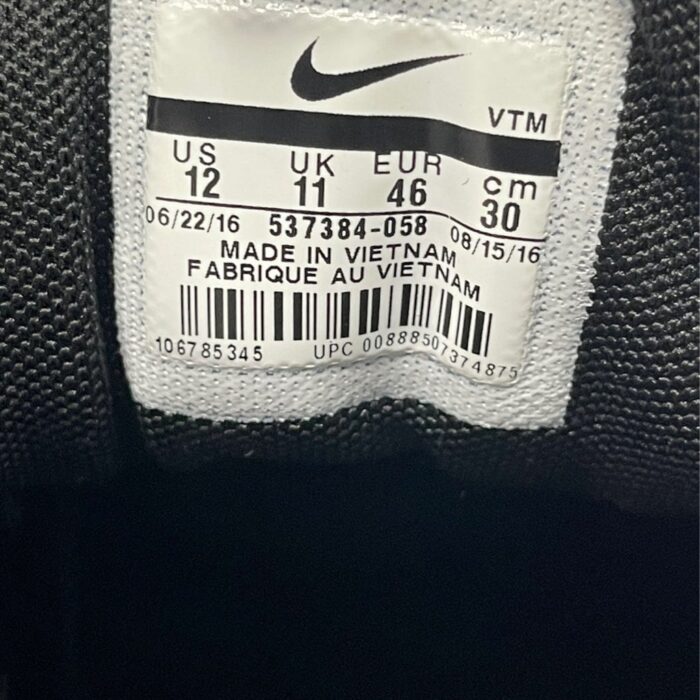 VTM
US UK EUR cm
12 11 46 30
06/22/16 537384-058 08/15/16
MADE IN VIETNAM
FABRIQUE AU VIETNAM
106785345 UPC 00888507374875